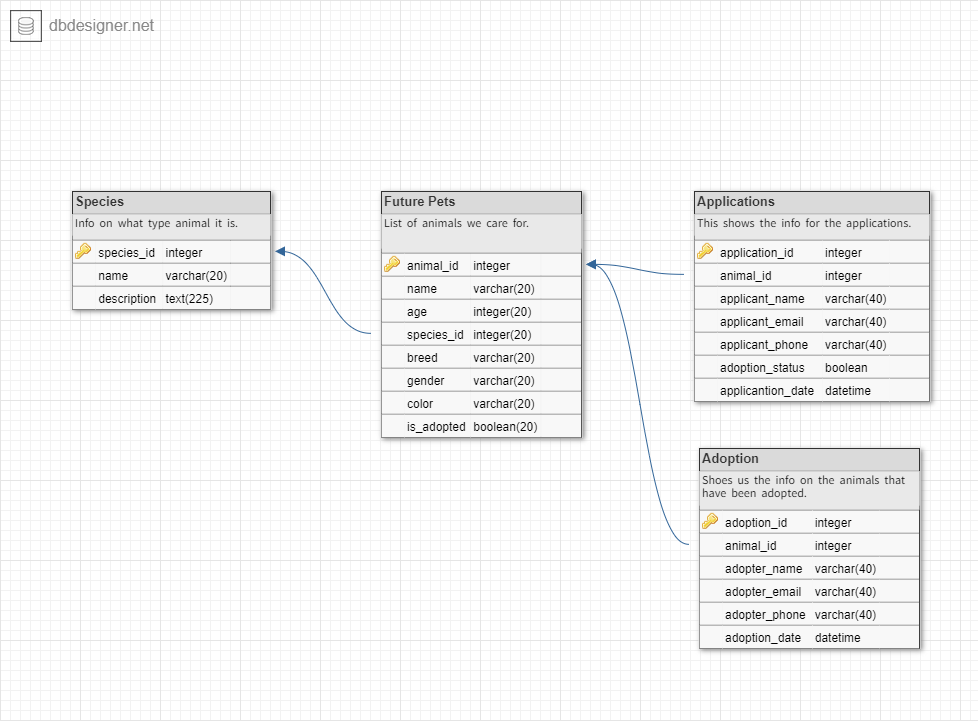 dbdesigner.net
Species
Info on what type animal it is.
species_id integer
name varchar(20)
description text(225)
Future Pets
List of animals we care for.
animal_id integer
name varchar(20)
age integer(20)
species_id integer(20)
breed varchar(20)
gender varchar(20)
color varchar(20)
is_adopted boolean(20)
Applications
This shows the info for the applications.
application_id integer
animal_id integer
applicant_name varchar(40)
applicant_email varchar(40)
applicant_phone varchar(40)
adoption_status boolean
applicantion_date datetime
Adoption
Shoes us the info on the animals that
have been adopted.
adoption_id integer
animal_id integer
adopter_name varchar(40)
adopter_email varchar(40)
adopter_phone varchar(40)
adoption_date datetime